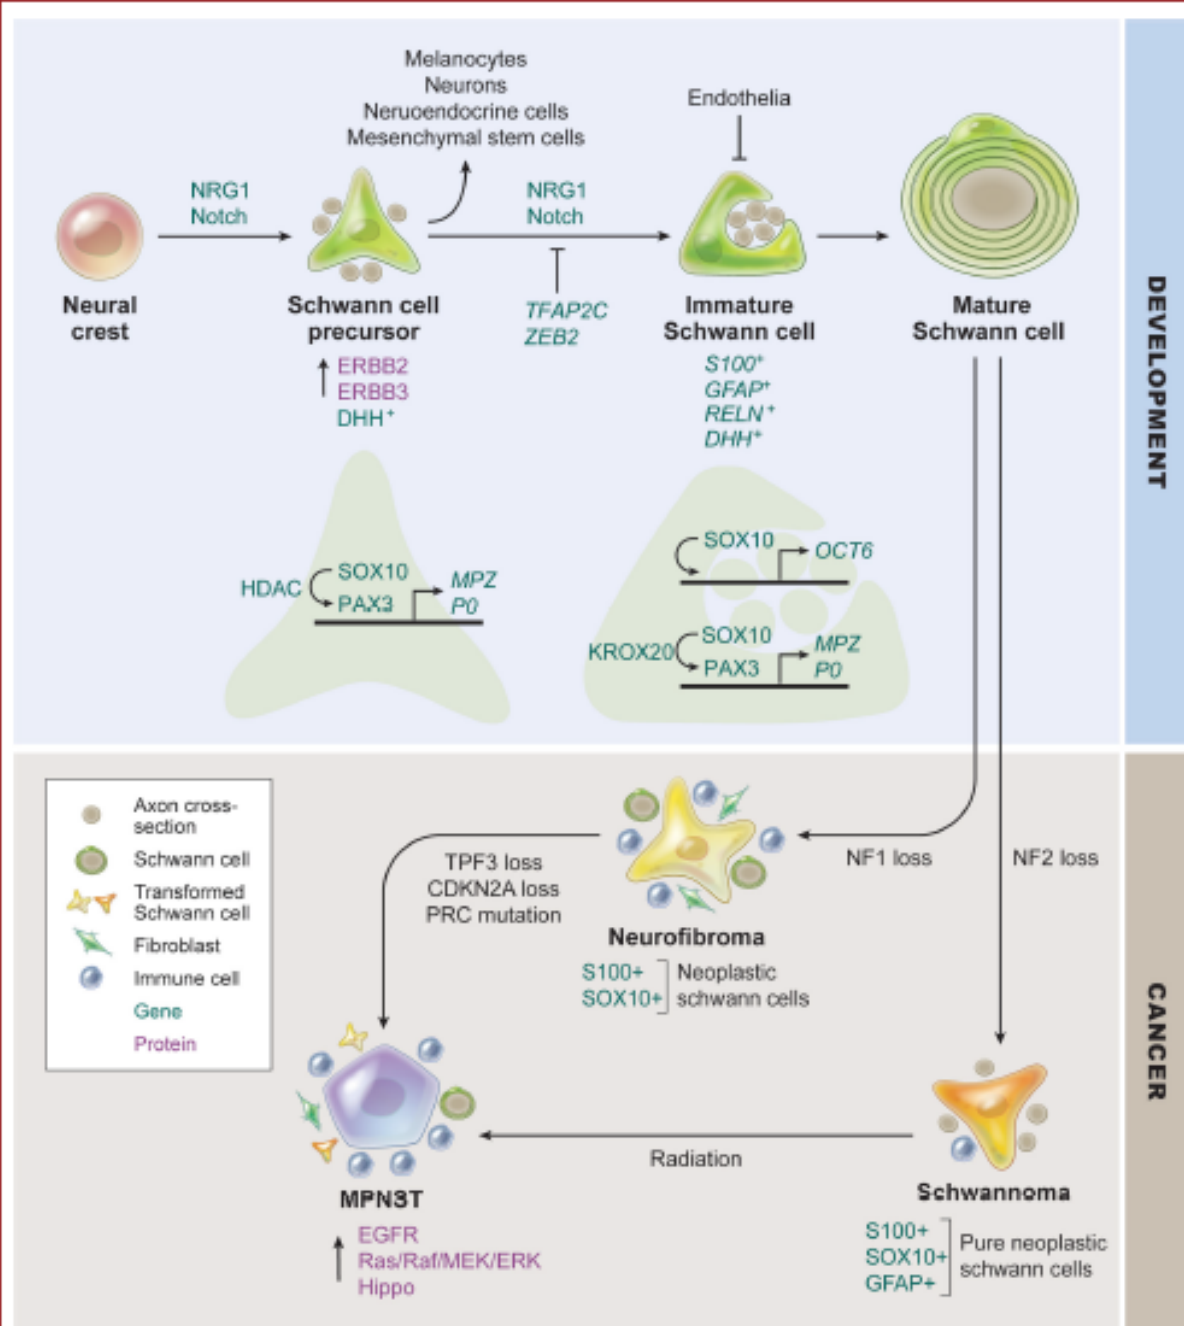 Melanocytes
Neurons
Neruoendocrine cells
Mesenchymal stem cells
Endothelia
NRG1
Notch
NRG1
Notch
Neural
crest
Schwann cell
precursor
TFAP2C
ZEB2
Immature
Schwann cell
Mature
Schwann cell
ERBB2
ERBB3
DHH+
S100+
GFAP+
RELN+
DHH+
DEVELOPMENT
HDAC
SOX10
PAX3
MPZ
P0
SOX10
OCT6
KROX20
SOX10
PAX3
MPZ
P0
Axon cross-
section
Schwann cell
Transformed
Schwann cell
Fibroblast
Immune cell
Gene
Protein
TPF3 loss
CDKN2A loss
PRC mutation
NF1 loss
NF2 loss
Neurofibroma
S100+
SOX10+
Neoplastic
schwann cells
CANCER
Radiation
MPNST
EGFR
Ras/Raf/MEK/ERK
Hippo
Schwannoma
S100+
SOX10+
GFAP+
Pure neoplastic
schwann cells